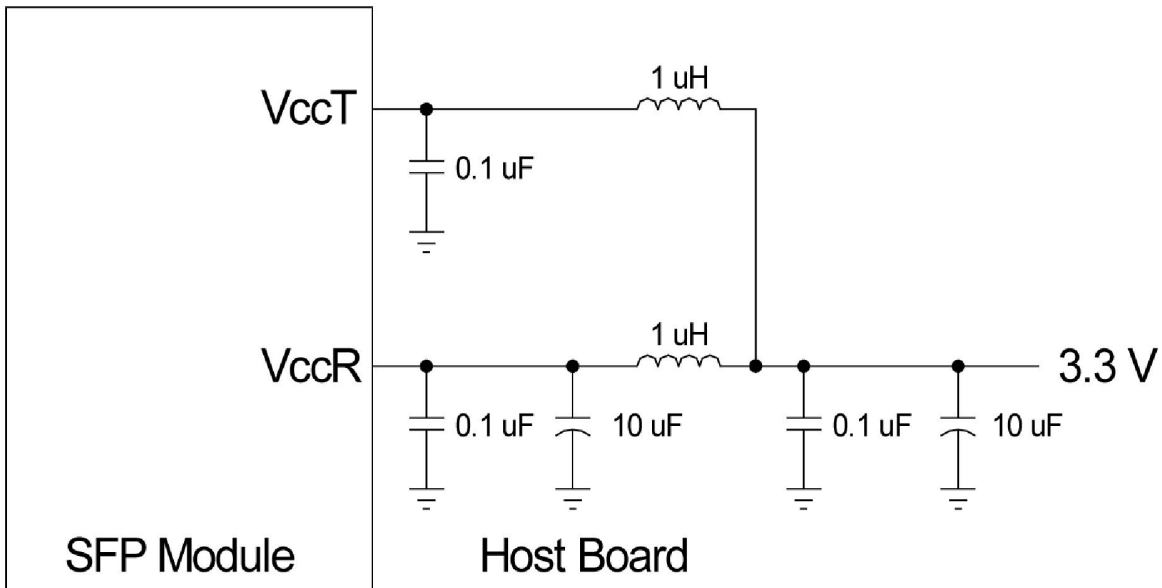 1 uH
VccT
0.1 uF
1 uH
VccR
3.3 V
0.1 uF
10 uF
0.1 uF
10 uF
SFP Module
Host Board